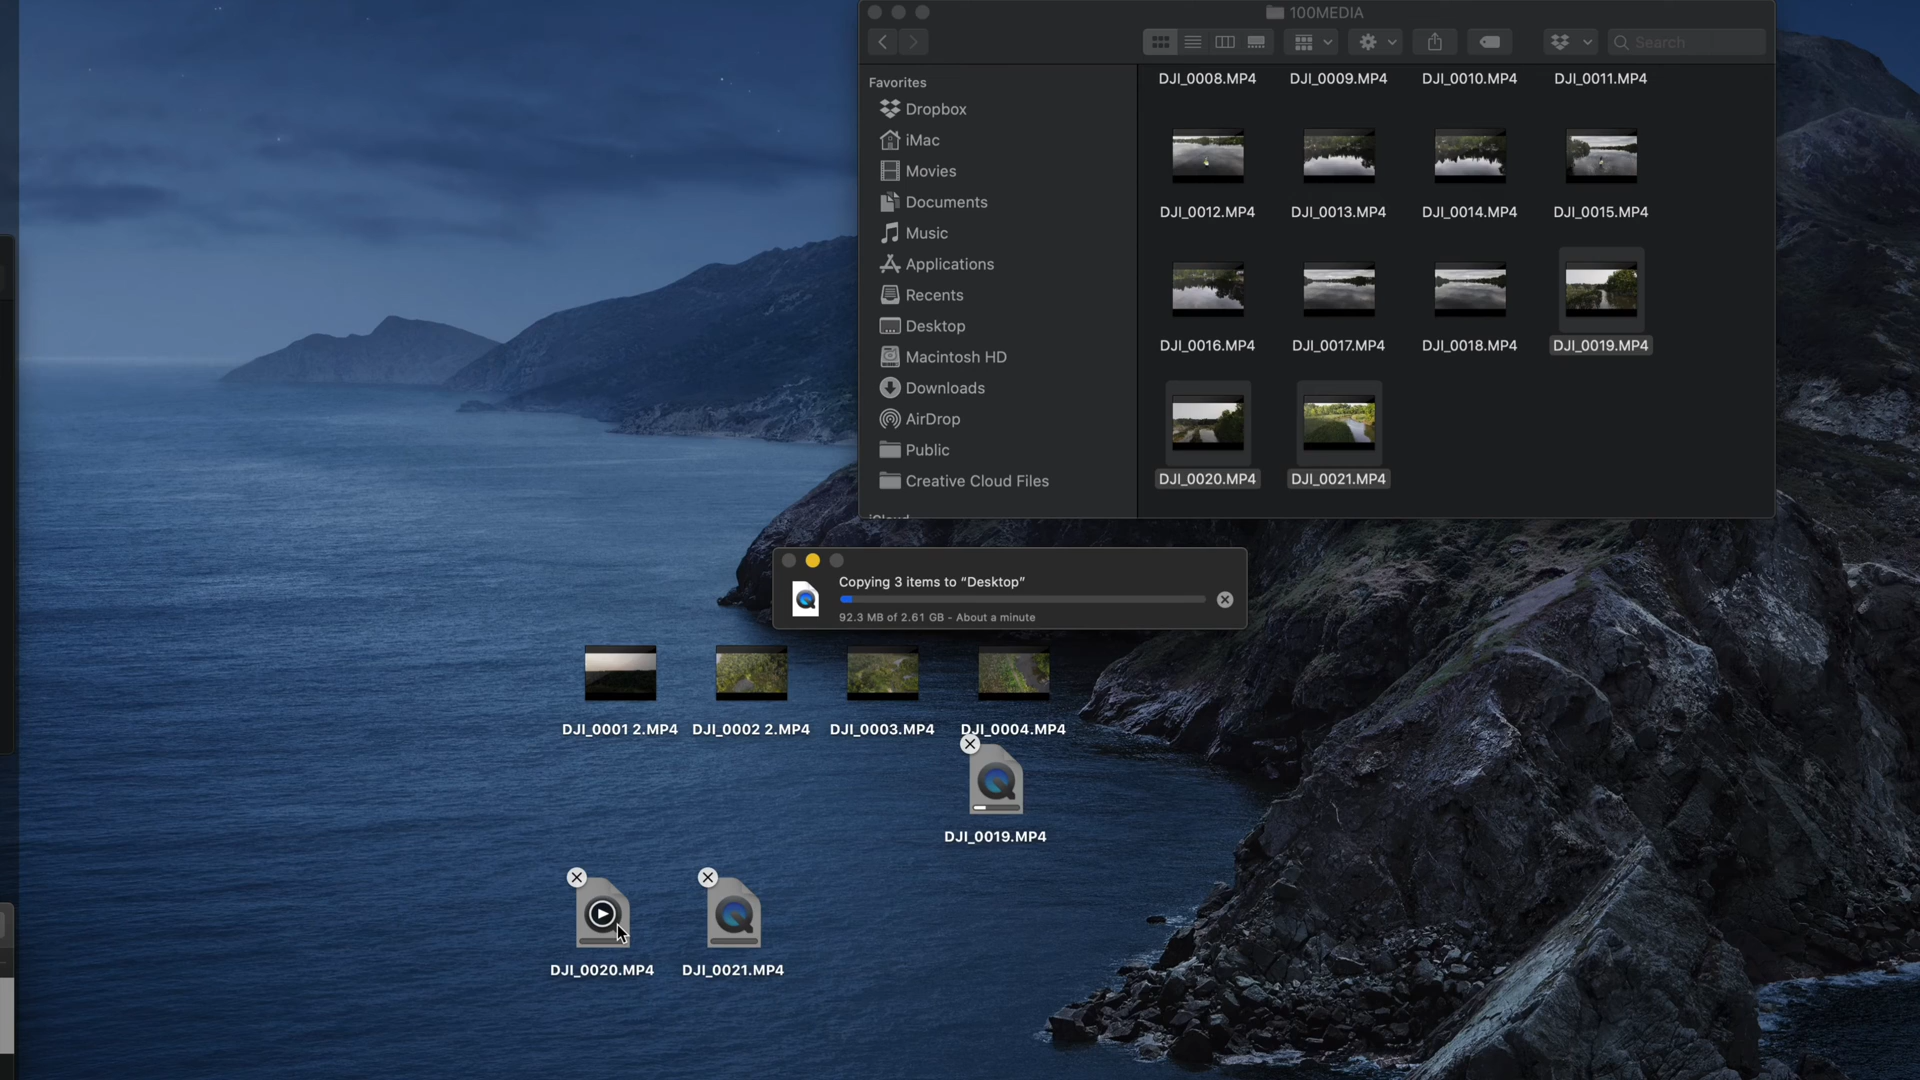 100MEDIA
Search
Favorites
Dropbox
iMac
Movies
Documents
Music
Applications
Recents
Desktop
Macintosh HD
Downloads
AirDrop
Public
Creative Cloud Files
iCloud
DJI_0008.MP4 DJI_0009.MP4 DJI_0010.MP4 DJI_0011.MP4
DJI_0012.MP4 DJI_0013.MP4 DJI_0014.MP4 DJI_0015.MP4
DJI_0016.MP4 DJI_0017.MP4 DJI_0018.MP4 DJI_0019.MP4
DJI_0020.MP4 DJI_0021.MP4
Copying 3 items to “Desktop”
92.3 MB of 2.61 GB - About a minute
DJI_0001 2.MP4 DJI_0002 2.MP4 DJI_0003.MP4 DJI_0004.MP4
DJI_0019.MP4
DJI_0020.MP4 DJI_0021.MP4